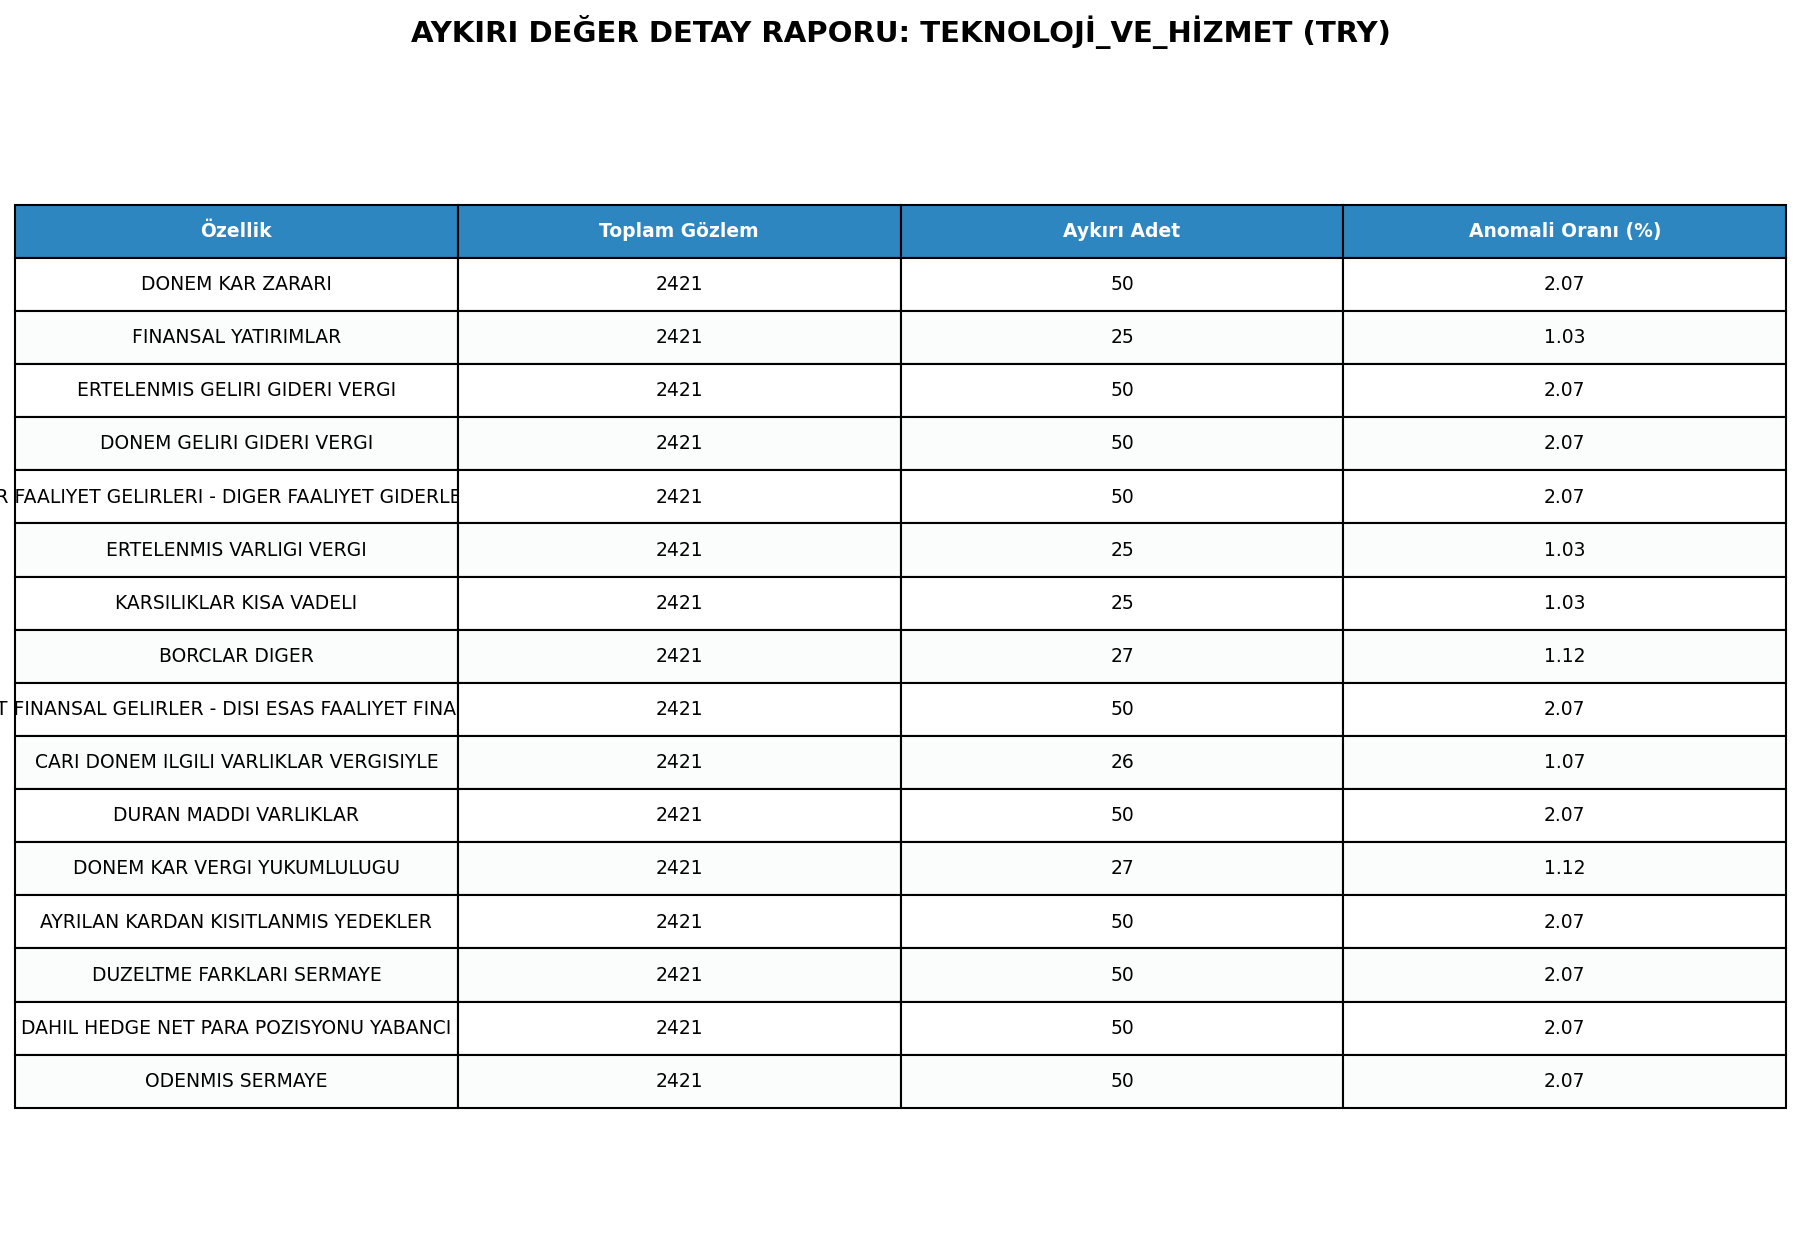 AYKIRI DEĞER DETAY RAPORU: TEKNOLOJİ_VE_HİZMET (TRY)
Özellik Toplam Gözlem Aykırı Adet Anomali Oranı (%)
DONEM KAR ZARARI 2421 50 2.07
FINANSAL YATIRIMLAR 2421 25 1.03
ERTELENMIS GELIRI GIDERI VERGI 2421 50 2.07
DONEM GELIRI GIDERI VERGI 2421 50 2.07
FAALIYET GELIRLERI - DIGER FAALIYET 2421 50 2.07
ERTELENMIS VARLIGI VERGI 2421 25 1.03
KARSILIKLAR KISA VADELI 2421 25 1.03
BORCLAR DIGER 2421 27 1.12
FINANSAL GELIRLER - DISI ESAS FAALIYET 2421 50 2.07
CARI DONEM ILGILI VARLIKLAR VERGISIYLE 2421 26 1.07
DURAN MADDI VARLIKLAR 2421 50 2.07
DONEM KAR VERGI YUKUMLULUGU 2421 27 1.12
AYRILAN KARDAN KISITLANMIS YEDEKLER 2421 50 2.07
DUZELTME FARKLARI SERMAYE 2421 50 2.07
DAHIL HEDGE NET PARA POZISYONU YABANCI 2421 50 2.07
ODENMIS SERMAYE 2421 50 2.07